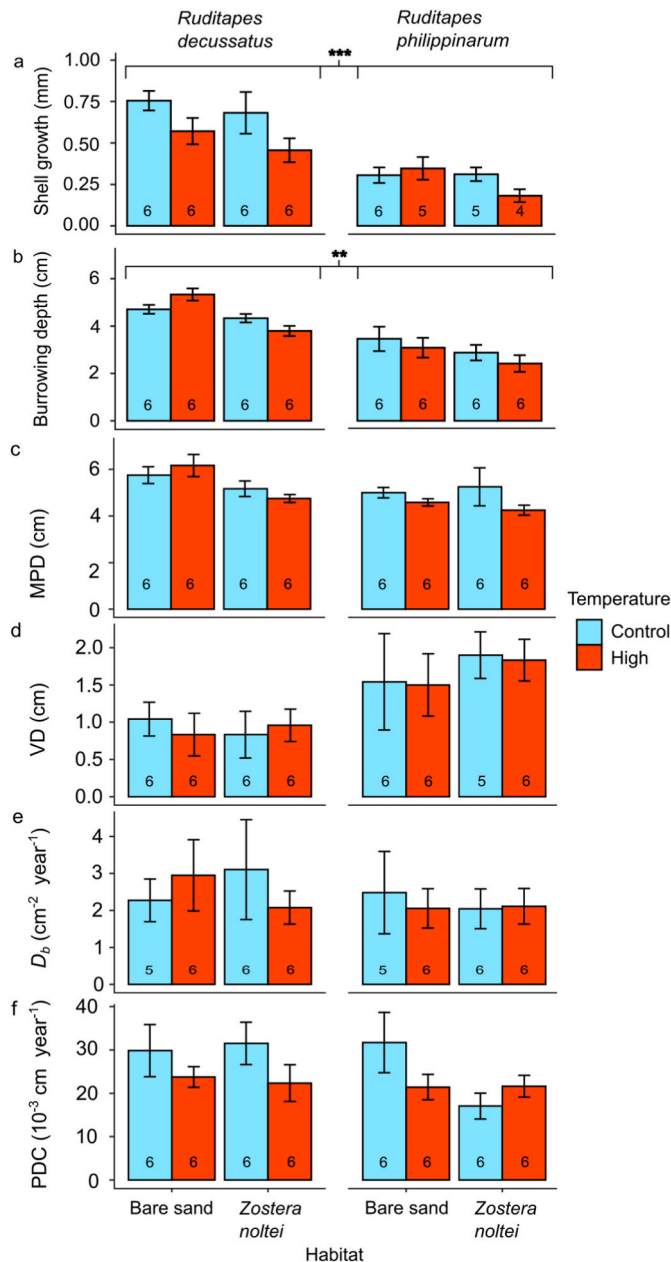 Ruditapes decussatus
Ruditapes philippinarum
a
***
Shell growth (mm)
0.75
0.50
0.25
0.00
6 6 6 6 6 5 5 4
b
**
Burrowing depth (cm)
6
4
2
0
6 6 6 6 6 6 6 6
c
MPD (cm)
6
4
2
0
6 6 6 6 6 6 6 6
d
VD (cm)
2.0
1.5
1.0
0.5
0.0
6 6 6 6 6 6 5 6
Temperature
Control
High
e
D_b (cm⁻² year⁻¹)
4
3
2
1
0
5 6 6 6 5 6 6 6
f
PDC (10⁻³ cm year⁻¹)
40
30
20
10
0
6 6 6 6 6 6 6 6
Bare sand
Zostera noltei
Bare sand
Zostera noltei
Habitat